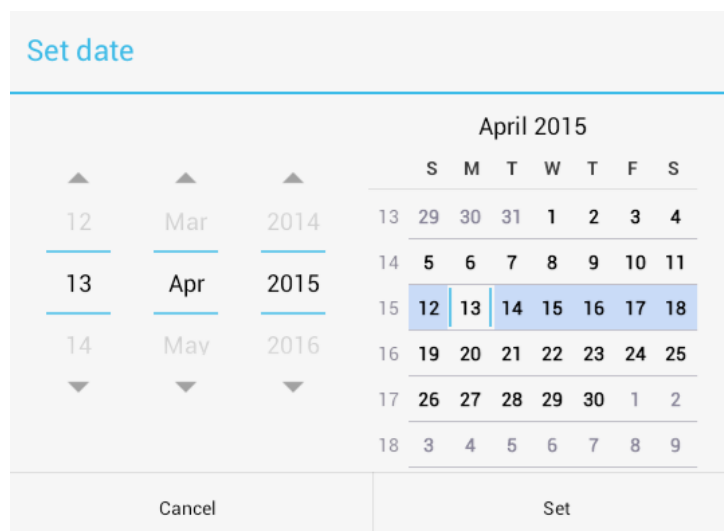 Set date
12 Mar 2014
13 Apr 2015
14 May 2016
April 2015
S M T W T F S
13 29 30 31 1 2 3 4
14 5 6 7 8 9 10 11
15 12 13 14 15 16 17 18
16 19 20 21 22 23 24 25
17 26 27 28 29 30 1 2
18 3 4 5 6 7 8 9
Cancel Set